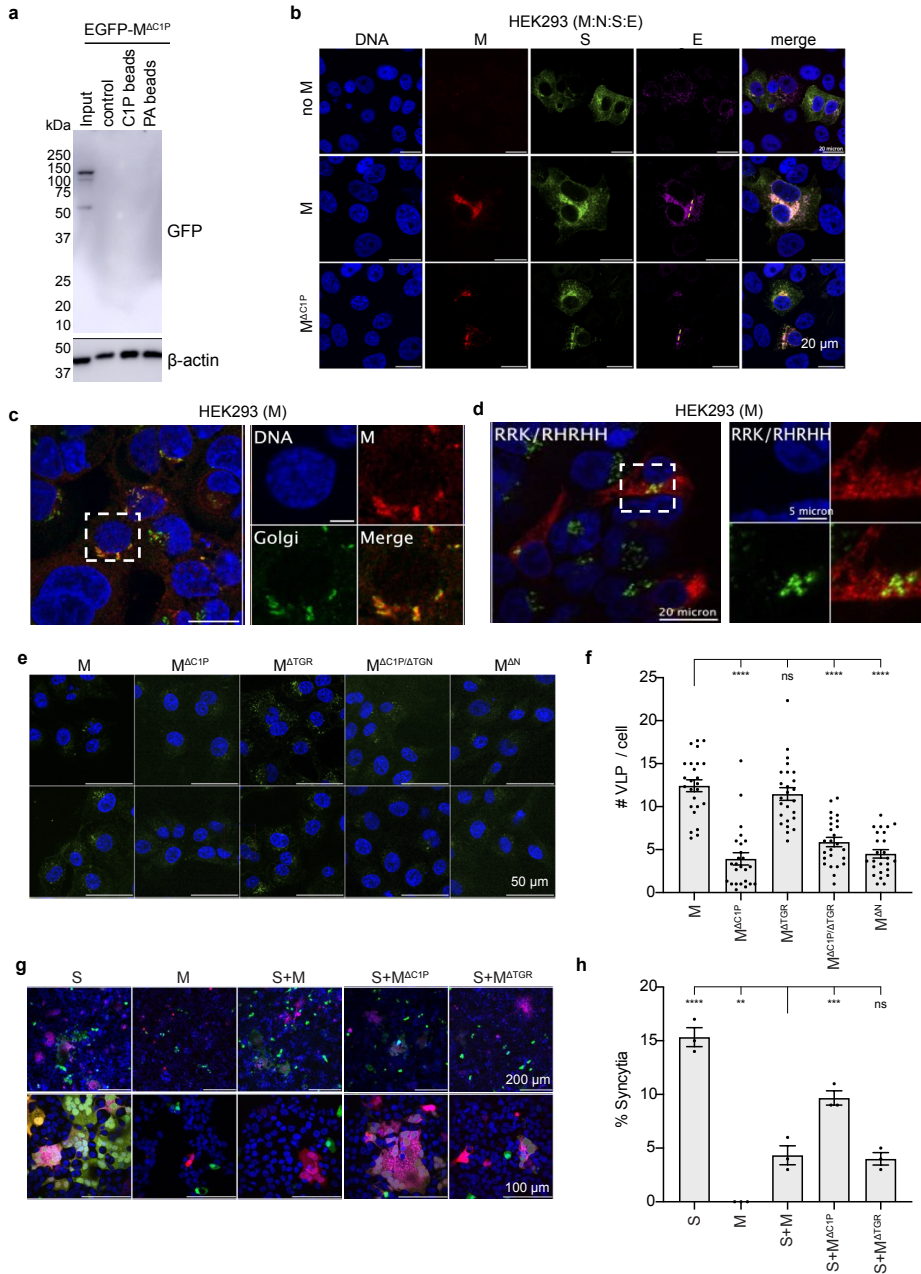 a
EGFP-M^ΔC1P
Input
control
C1P beads
PA beads
kDa
250
150
100
75
50
37
25
20
10
GFP
50
37
β-actin
b
HEK293 (M:N:S:E)
DNA M S E merge
no M
20 micron
M
M^ΔC1P
20 µm
c
HEK293 (M)
DNA M
Golgi Merge
d
HEK293 (M)
RRK/RHRHH
20 micron
RRK/RHRHH
5 micron
e
M M^ΔC1P M^ΔTGR M^ΔC1P/ΔTGN M^ΔN
50 µm
f
**** ns **** ****
# VLP / cell
25
20
15
10
5
0
M M^ΔC1P M^ΔTGR M^ΔC1P/ΔTGR M^ΔN
g
S M S+M S+M^ΔC1P S+M^ΔTGR
200 µm
100 µm
h
**** ** *** ns
% Syncytia
15
10
5
0
S M S+M S+M^ΔC1P S+M^ΔTGR